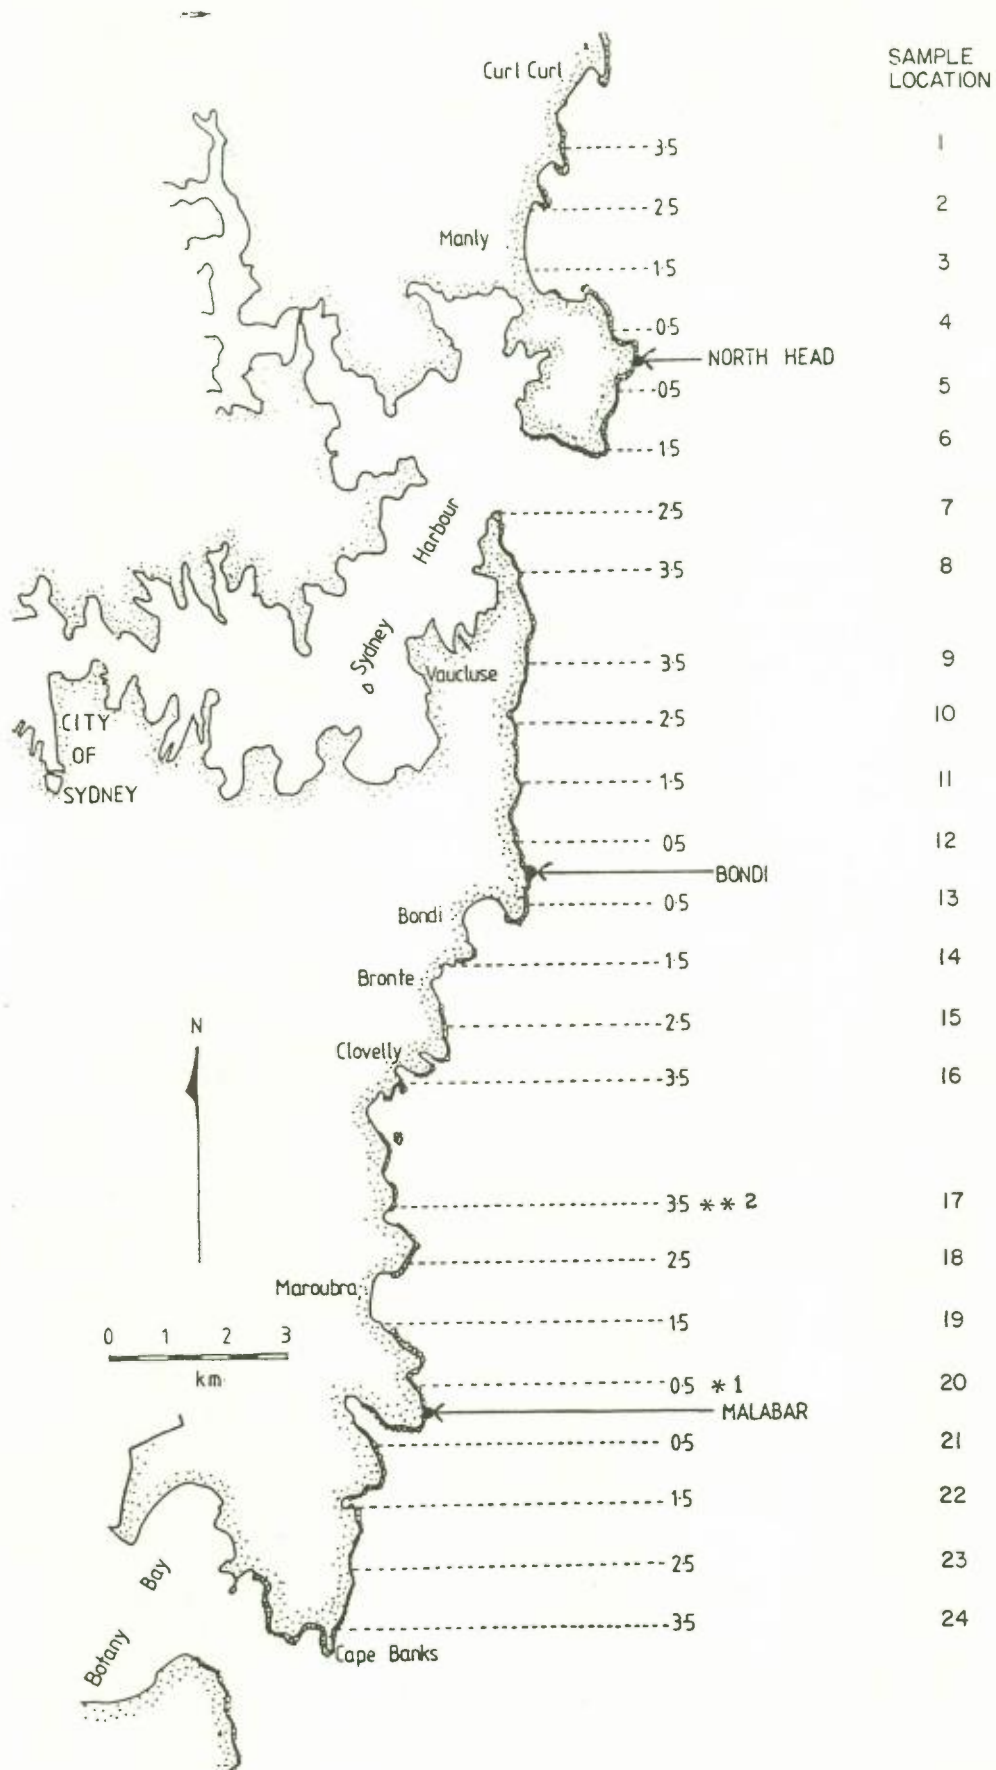 SAMPLE
LOCATION
Curl Curl
3.5 1
2.5 2
Manly
1.5 3
0.5 4
NORTH HEAD
0.5 5
1.5 6
2.5 7
Harbour
3.5 8
Sydney
3.5 9
Vaucluse
2.5 10
CITY
OF
SYDNEY
1.5 11
0.5 12
BONDI
0.5 13
Bondi
1.5 14
Bronte
2.5 15
N
Clovelly
3.5 16
3.5 ** 2 17
2.5 18
Maroubra
1.5 19
0 1 2 3
km
0.5 * 1 20
MALABAR
0.5 21
1.5 22
2.5 23
Bay
3.5 24
Cape Banks
Botany